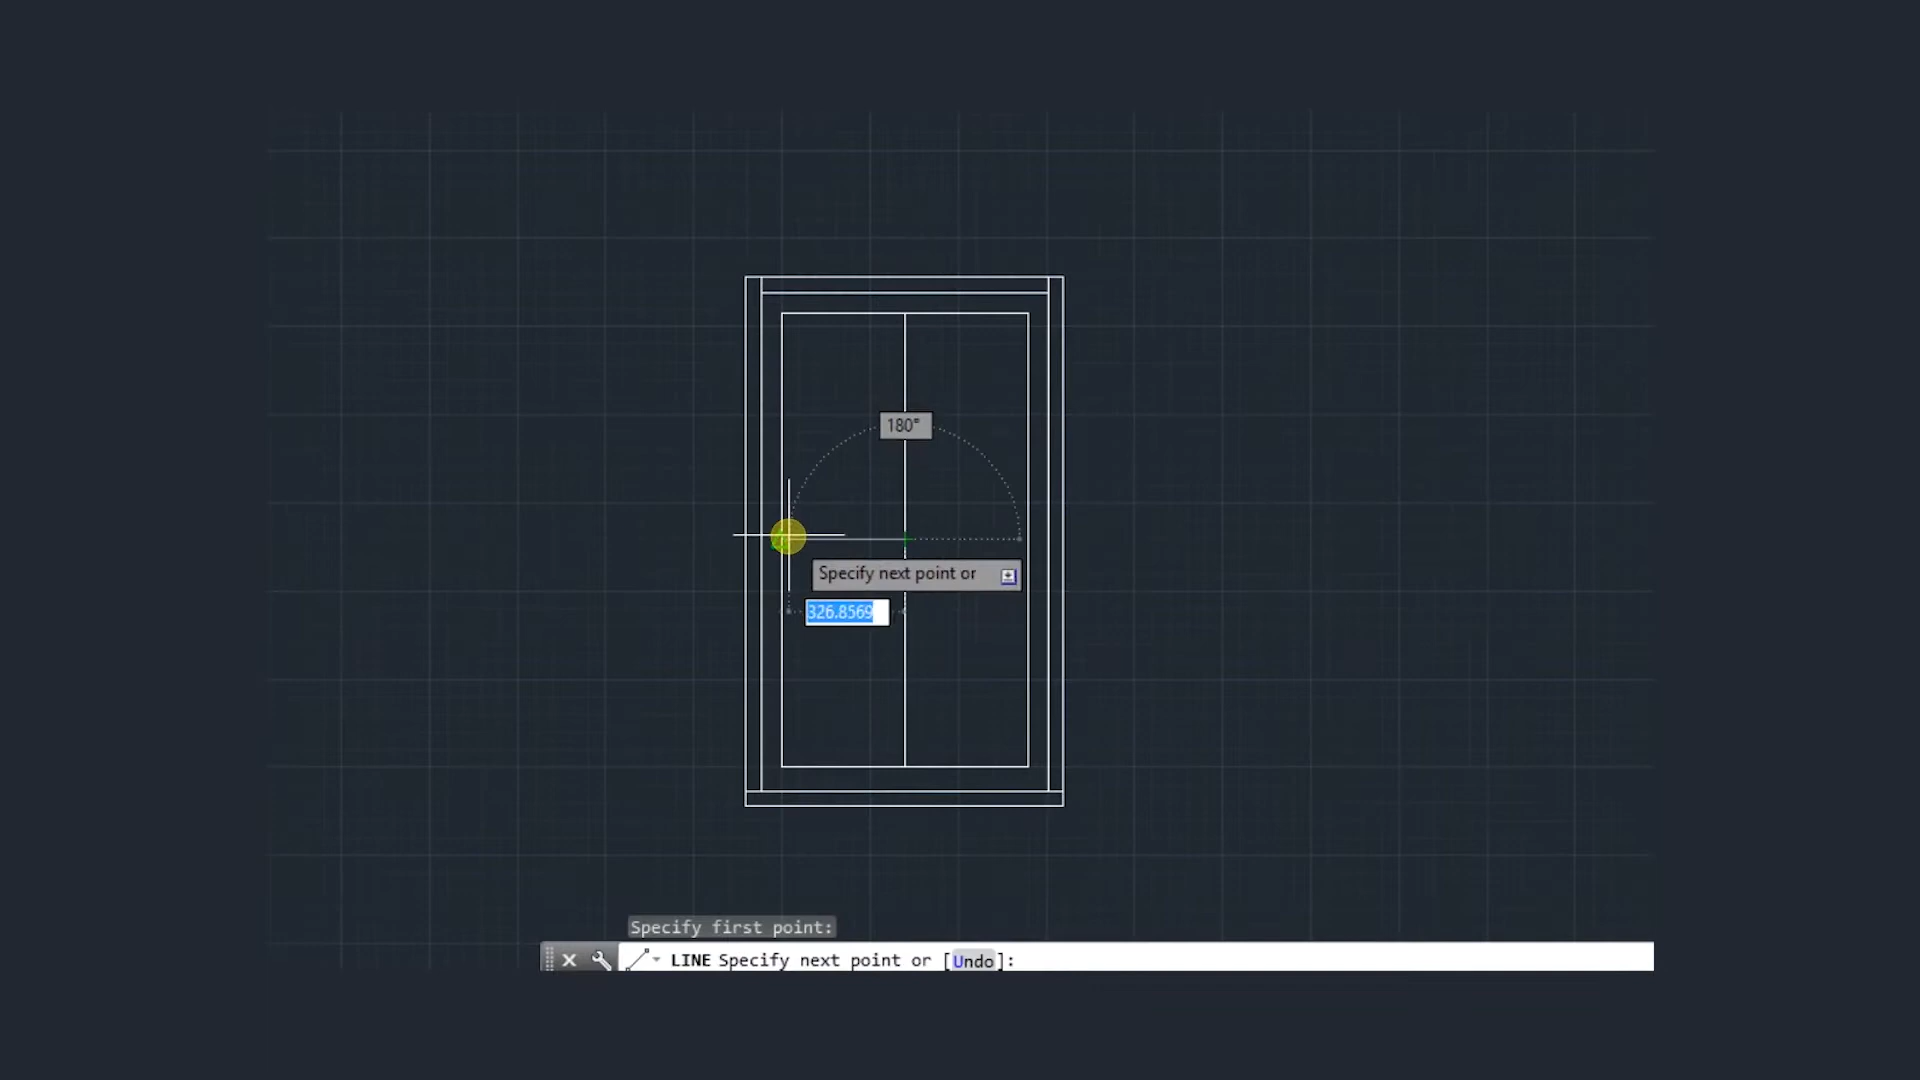 180°
Specify next point or
326.8569
Specify first point:
LINE Specify next point or [Undo]: